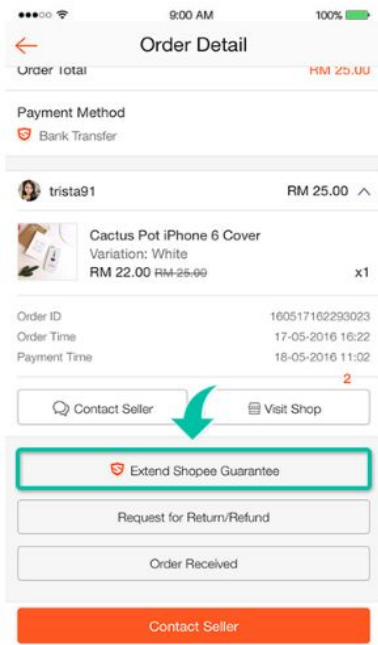 9:00 AM 100%
Order Detail
Order Total RM 25.00
Payment Method
Bank Transfer
trista91 RM 25.00
Cactus Pot iPhone 6 Cover
Variation: White
RM 22.00 RM 25.00 x1
Order ID 160517162293023
Order Time 17-05-2016 16:22
Payment Time 18-05-2016 11:02
2
Contact Seller Visit Shop
Extend Shopee Guarantee
Request for Return/Refund
Order Received
Contact Seller